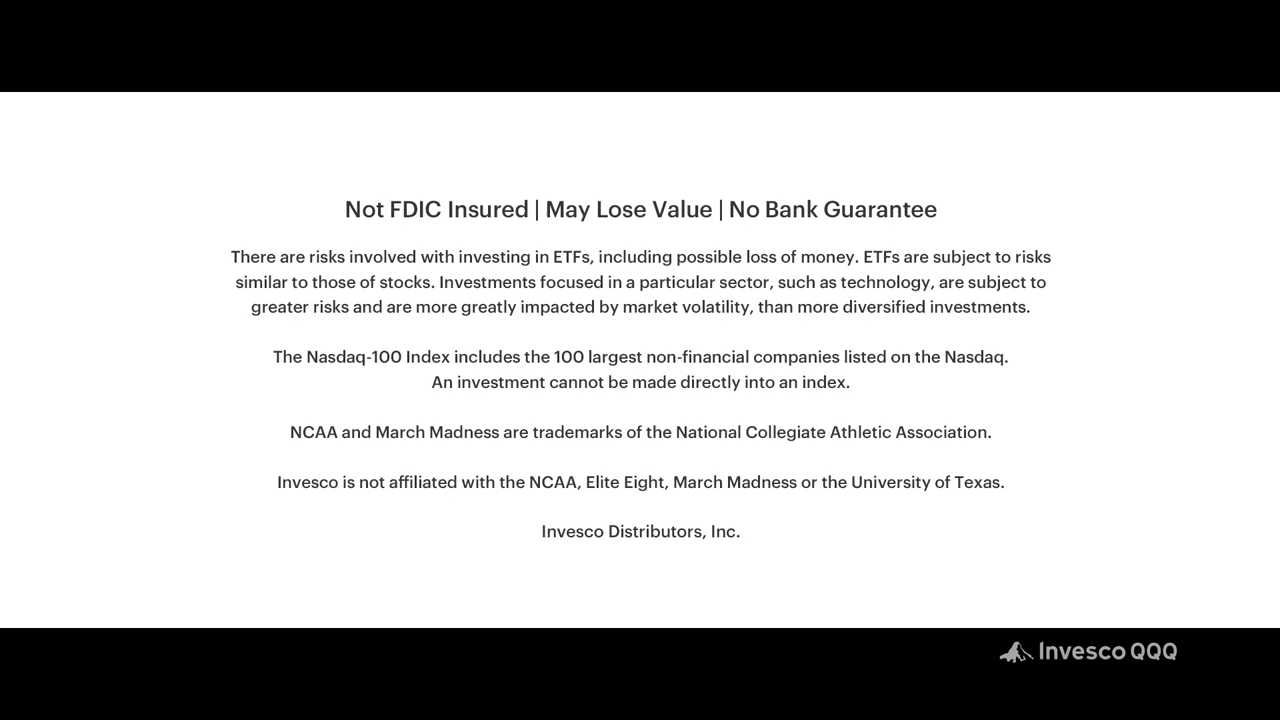 Not FDIC Insured | May Lose Value | No Bank Guarantee
There are risks involved with investing in ETFs, including possible loss of money. ETFs are subject to risks
similar to those of stocks. Investments focused in a particular sector, such as technology, are subject to
greater risks and are more greatly impacted by market volatility, than more diversified investments.
The Nasdaq-100 Index includes the 100 largest non-financial companies listed on the Nasdaq.
An investment cannot be made directly into an index.
NCAA and March Madness are trademarks of the National Collegiate Athletic Association.
Invesco is not affiliated with the NCAA, Elite Eight, March Madness or the University of Texas.
Invesco Distributors, Inc.
Invesco QQQ